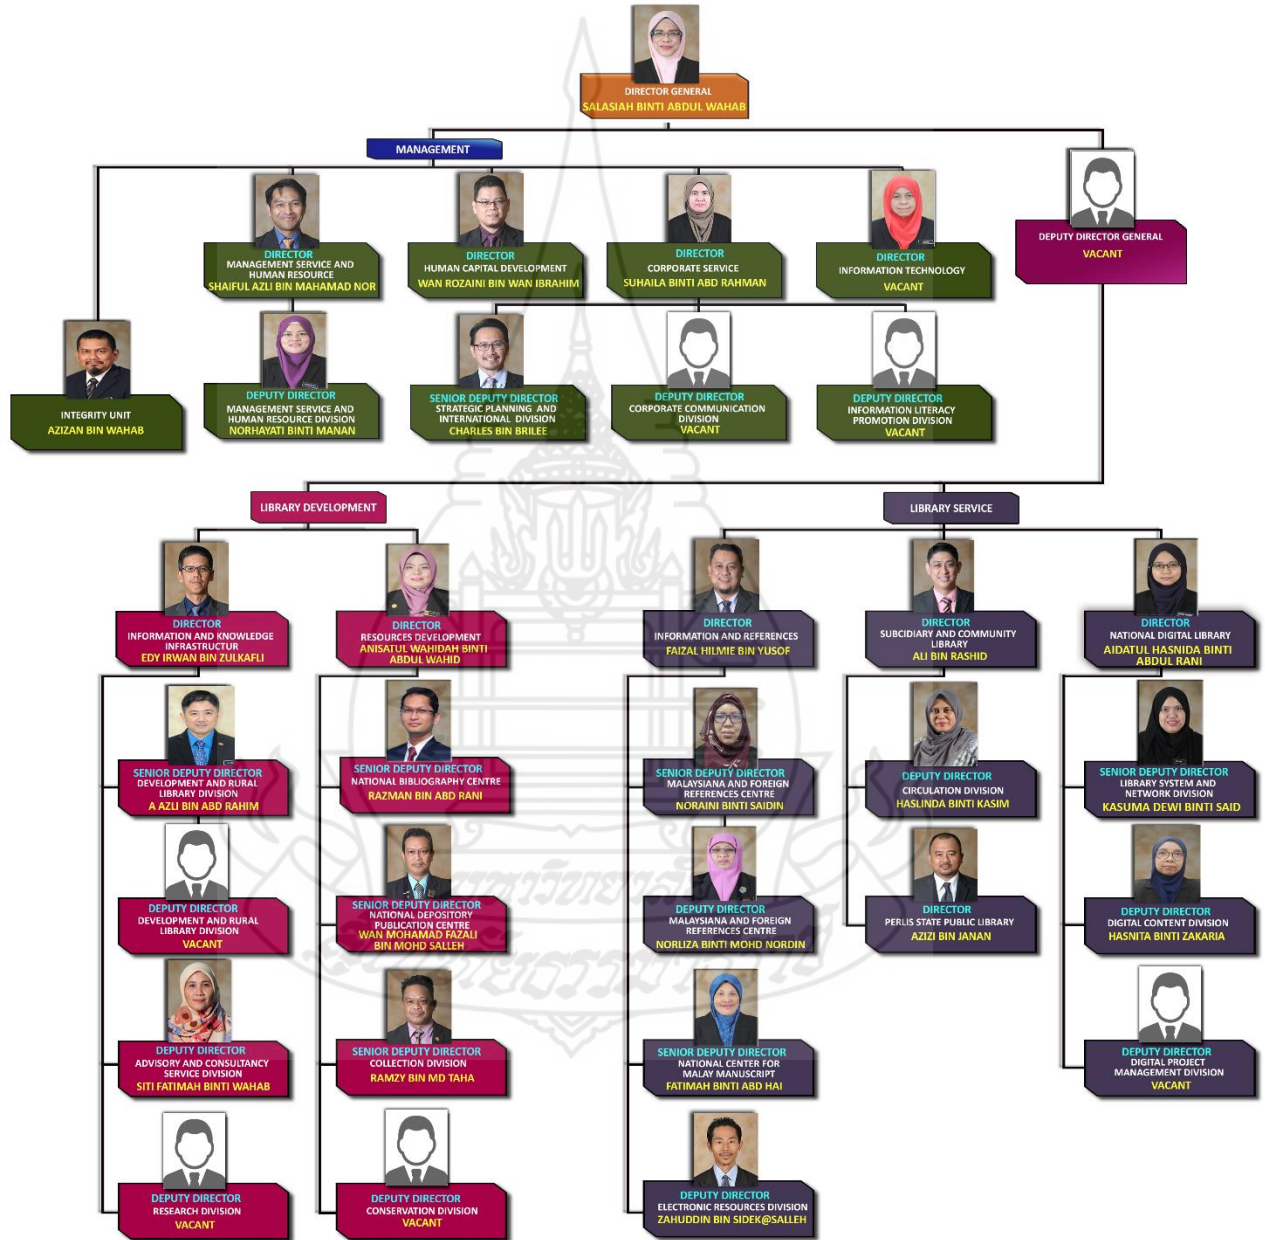 DIRECTOR GENERAL
SALASIAH BINTI ABDUL WAHAB
MANAGEMENT
DEPUTY DIRECTOR GENERAL
VACANT
DIRECTOR
MANAGEMENT SERVICE AND
HUMAN RESOURCE
SHAIFUL AZLI BIN MAHAMAD NOR
DIRECTOR
HUMAN CAPITAL DEVELOPMENT
WAN ROZAINI BIN WAN IBRAHIM
DIRECTOR
CORPORATE SERVICE
SUHAILA BINTI ABD RAHMAN
DIRECTOR
INFORMATION TECHNOLOGY
VACANT
INTEGRITY UNIT
AZIZAN BIN WAHAB
DEPUTY DIRECTOR
MANAGEMENT SERVICE AND
HUMAN RESOURCE DIVISION
NORHAYATI BINTI MANAN
SENIOR DEPUTY DIRECTOR
STRATEGIC PLANNING AND
INTERNATIONAL DIVISION
CHARLES BIN BRILEE
DEPUTY DIRECTOR
CORPORATE COMMUNICATION
DIVISION
VACANT
DEPUTY DIRECTOR
INFORMATION LITERACY
PROMOTION DIVISION
VACANT
LIBRARY DEVELOPMENT
LIBRARY SERVICE
DIRECTOR
INFORMATION AND KNOWLEDGE
INFRASTRUCTUR
EDY IRWAN BIN ZULKAFLI
DIRECTOR
RESOURCES DEVELOPMENT
ANISATUL WAHIDAH BINTI
ABDUL WAHID
DIRECTOR
INFORMATION AND REFERENCES
FAIZAL HILMIE BIN YUSOF
DIRECTOR
SUBCIDIARY AND COMMUNITY
LIBRARY
ALI BIN RASHID
DIRECTOR
NATIONAL DIGITAL LIBRARY
AIDATUL HASNIDA BINTI
ABDUL RANI
SENIOR DEPUTY DIRECTOR
DEVELOPMENT AND RURAL
LIBRARY DIVISION
A AZLI BIN ABD RAHIM
SENIOR DEPUTY DIRECTOR
NATIONAL BIBLOGRAPHY CENTRE
RAZMAN BIN ABD RANI
SENIOR DEPUTY DIRECTOR
MALAYSIANA AND FOREIGN
REFERENCES CENTRE
NORAINI BINTI SAIDIN
DEPUTY DIRECTOR
CIRCULATION DIVISION
HASLINDA BINTI KASIM
SENIOR DEPUTY DIRECTOR
LIBRARY SYSTEM AND
NETWORK DIVISION
KASUMA DEWI BINTI SAID
DEPUTY DIRECTOR
DEVELOPMENT AND RURAL
LIBRARY DIVISION
VACANT
SENIOR DEPUTY DIRECTOR
NATIONAL DEPOSITORY
PUBLICATION CENTRE
WAN MOHAMAD FAZALI
BIN MOHD SALLEH
DEPUTY DIRECTOR
MALAYSIANA AND FOREIGN
REFERENCES CENTRE
NORLIZA BINTI MOHD NORDIN
DIRECTOR
PERLIS STATE PUBLIC LIBRARY
AZIZI BIN JANAN
DEPUTY DIRECTOR
DIGITAL CONTENT DIVISION
HASNITA BINTI ZAKARIA
DEPUTY DIRECTOR
ADVISORY AND CONSULTANCY
SERVICE DIVISION
SITI FATIMAH BINTI WAHAB
SENIOR DEPUTY DIRECTOR
COLLECTION DIVISION
RAMZY BIN MD TAHA
SENIOR DEPUTY DIRECTOR
NATIONAL CENTER FOR
MALAY MANUSCRIPT
FATIMAH BINTI ABD HAI
DEPUTY DIRECTOR
DIGITAL PROJECT
MANAGEMENT DIVISION
VACANT
DEPUTY DIRECTOR
RESEARCH DIVISION
VACANT
DEPUTY DIRECTOR
CONSERVATION DIVISION
VACANT
DEPUTY DIRECTOR
ELECTRONIC RESOURCES DIVISION
ZAHUDDIN BIN SIDEK@SALLEH